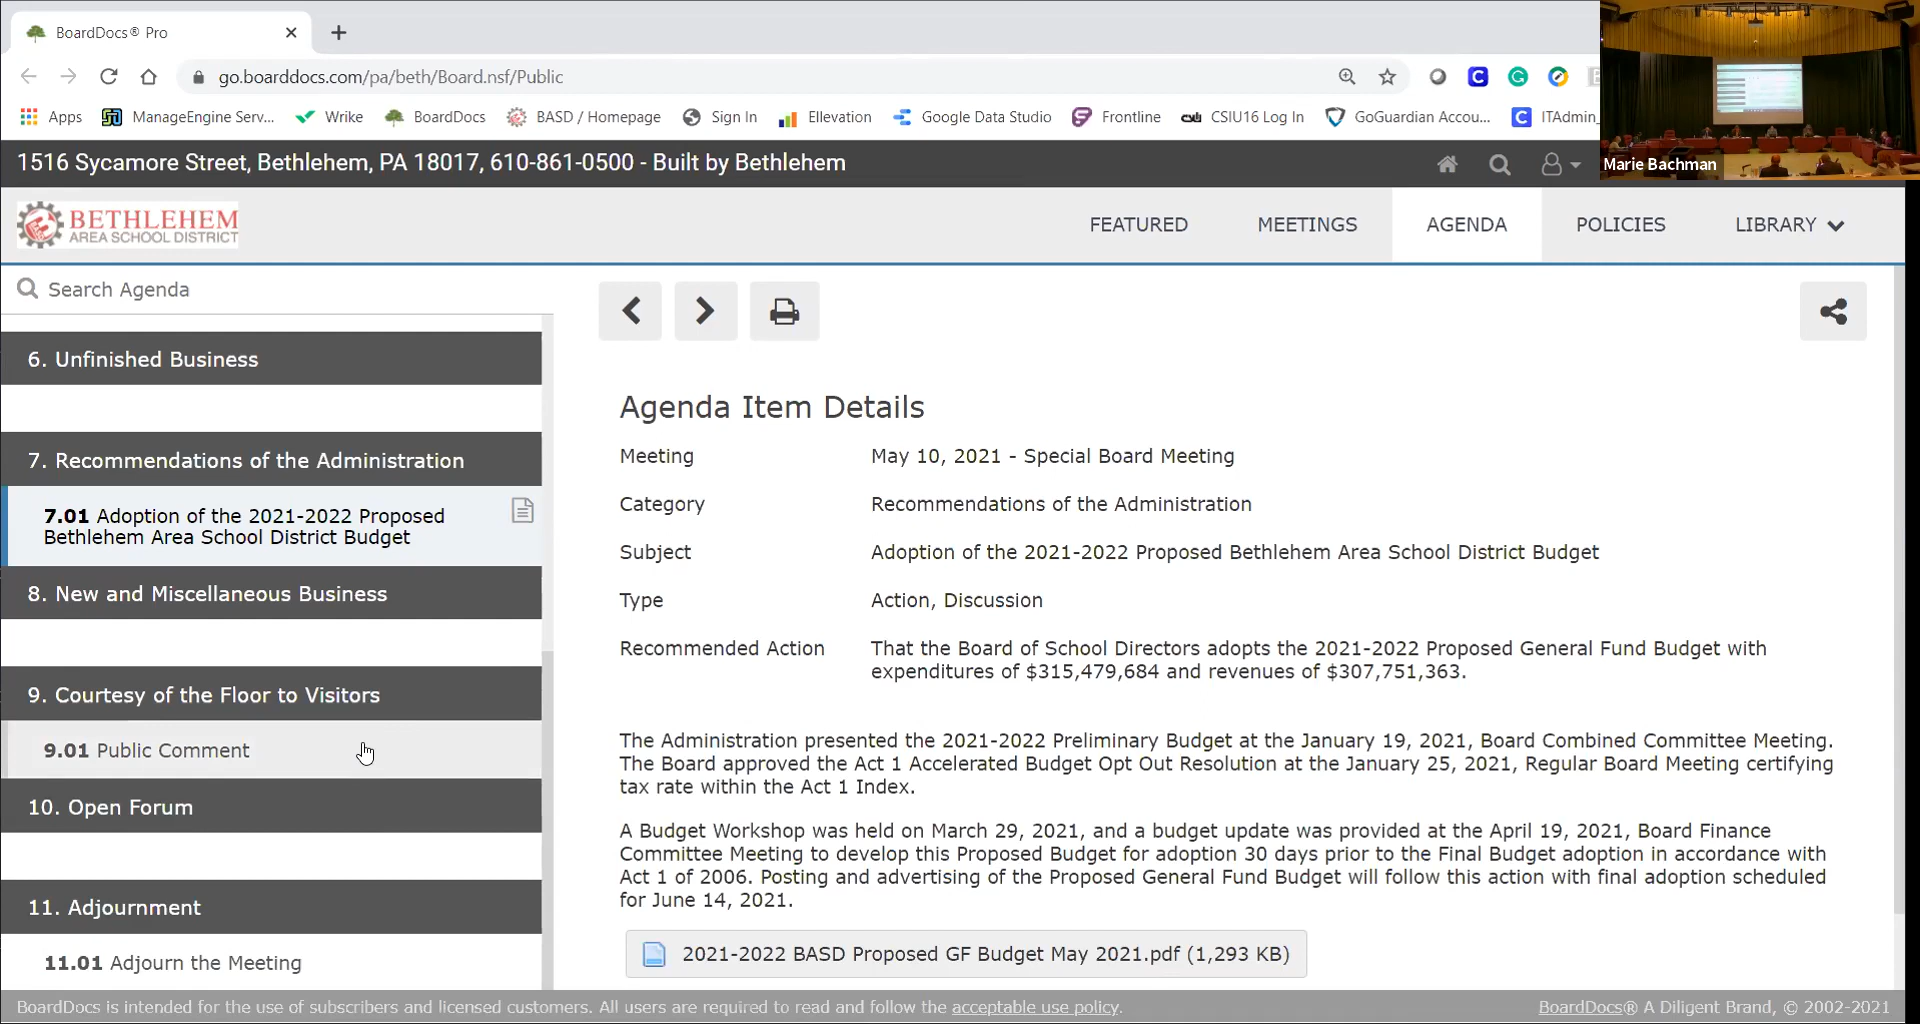 BoardDocs® Pro
go.boarddocs.com/pa/beth/Board.nsf/Public
Apps
ManageEngine Serv...
Wrike
BoardDocs
BASD / Homepage
Sign In
Ellevation
Google Data Studio
Frontline
CSIU16 Log In
GoGuardian Accou...
ITAdmin
Marie Bachman
1516 Sycamore Street, Bethlehem, PA 18017, 610-861-0500 - Built by Bethlehem
BETHLEHEM
AREA SCHOOL DISTRICT
FEATURED
MEETINGS
AGENDA
POLICIES
LIBRARY
Search Agenda
6. Unfinished Business
7. Recommendations of the Administration
7.01 Adoption of the 2021-2022 Proposed
Bethlehem Area School District Budget
8. New and Miscellaneous Business
9. Courtesy of the Floor to Visitors
9.01 Public Comment
10. Open Forum
11. Adjournment
11.01 Adjourn the Meeting
Agenda Item Details
Meeting May 10, 2021 - Special Board Meeting
Category Recommendations of the Administration
Subject Adoption of the 2021-2022 Proposed Bethlehem Area School District Budget
Type Action, Discussion
Recommended Action That the Board of School Directors adopts the 2021-2022 Proposed General Fund Budget with
expenditures of $315,479,684 and revenues of $307,751,363.
The Administration presented the 2021-2022 Preliminary Budget at the January 19, 2021, Board Combined Committee Meeting.
The Board approved the Act 1 Accelerated Budget Opt Out Resolution at the January 25, 2021, Regular Board Meeting certifying
tax rate within the Act 1 Index.
A Budget Workshop was held on March 29, 2021, and a budget update was provided at the April 19, 2021, Board Finance
Committee Meeting to develop this Proposed Budget for adoption 30 days prior to the Final Budget adoption in accordance with
Act 1 of 2006. Posting and advertising of the Proposed General Fund Budget will follow this action with final adoption scheduled
for June 14, 2021.
2021-2022 BASD Proposed GF Budget May 2021.pdf (1,293 KB)
BoardDocs is intended for the use of subscribers and licensed customers. All users are required to read and follow the acceptable use policy.
BoardDocs® A Diligent Brand, © 2002-2021